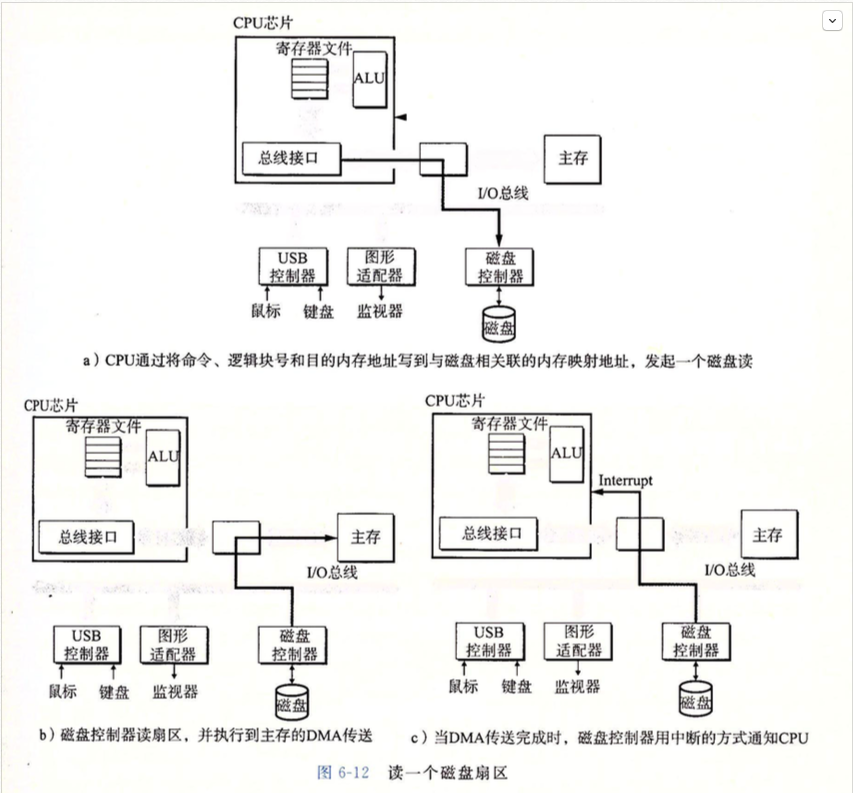 CPU芯片
寄存器文件
ALU
总线接口
主存
I/O总线
USB
控制器
图形
适配器
磁盘
控制器
鼠标
键盘
监视器
磁盘
a）CPU通过将命令、逻辑块号和目的内存地址写到与磁盘相关联的内存映射地址，发起一个磁盘读
CPU芯片
寄存器文件
ALU
总线接口
主存
I/O总线
USB
控制器
图形
适配器
磁盘
控制器
鼠标
键盘
监视器
磁盘
b）磁盘控制器读扇区，并执行到主存的DMA传送
CPU芯片
寄存器文件
ALU
Interrupt
总线接口
主存
I/O总线
USB
控制器
图形
适配器
磁盘
控制器
鼠标
键盘
监视器
磁盘
c）当DMA传送完成时，磁盘控制器用中断的方式通知CPU
图 6-12 读一个磁盘扇区